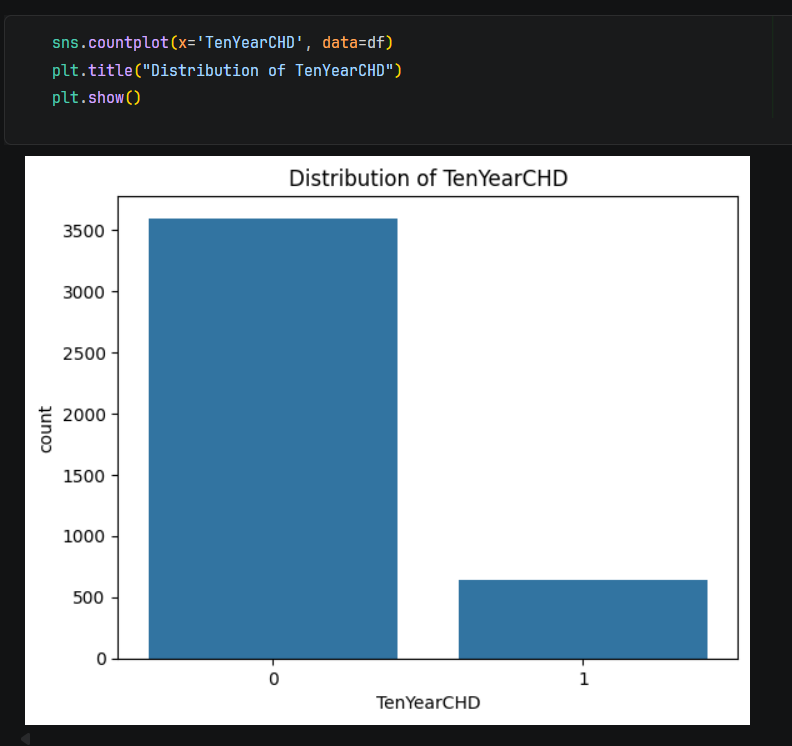 sns.countplot(x='TenYearCHD', data=df)
plt.title("Distribution of TenYearCHD")
plt.show()
Distribution of TenYearCHD
3500
3000
2500
2000
1500
1000
500
0
count
0 1
TenYearCHD